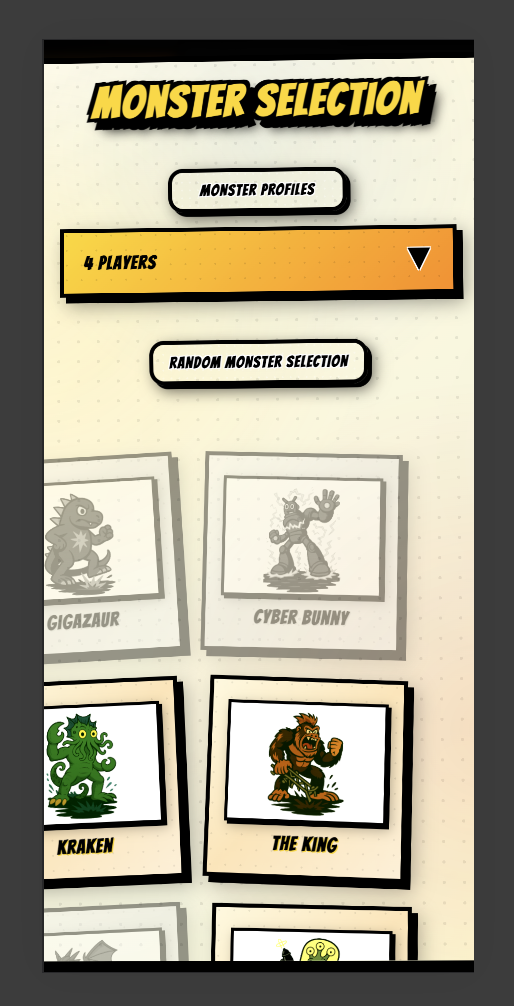 MONSTER SELECTION
MONSTER PROFILES
4 PLAYERS
RANDOM MONSTER SELECTION
GIGAZAUR
CYBER BUNNY
KRAKEN
THE KING